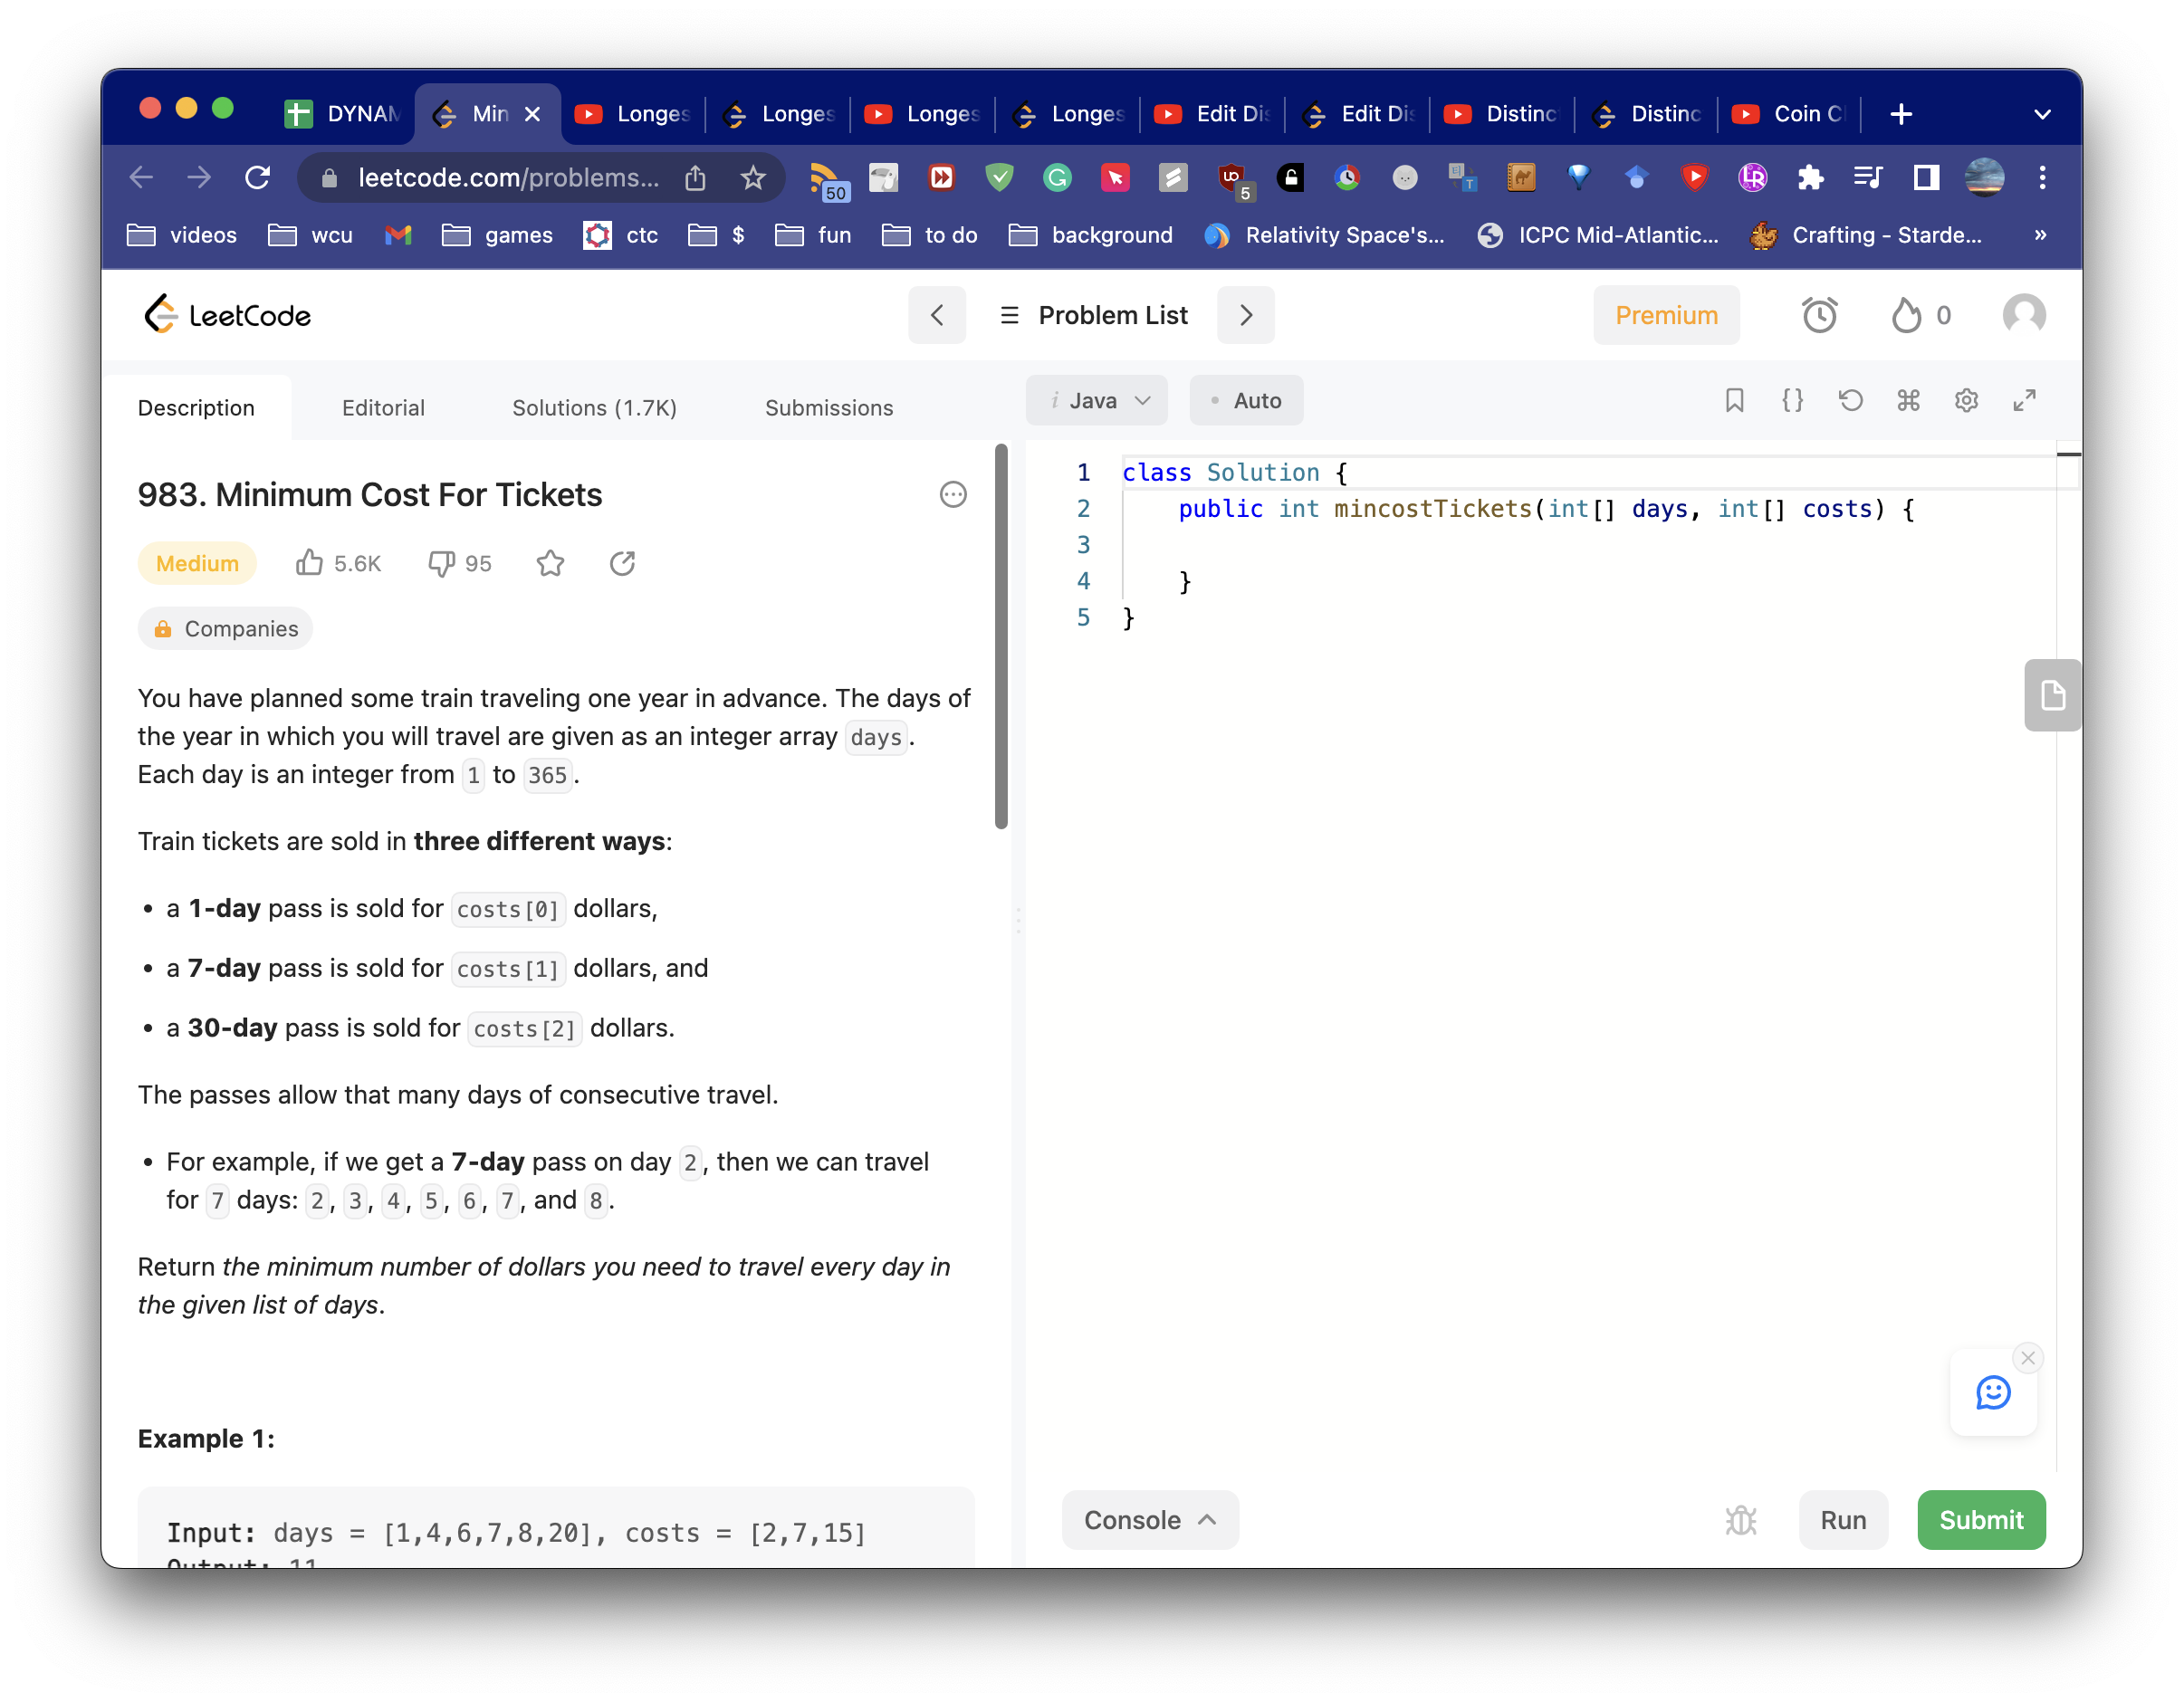 DYNAM
Min
Longes
Longes
Longes
Longes
Edit Dis
Edit Dis
Distinc
Distinc
Coin C
leetcode.com/problems...
50
5
videos
wcu
games
ctc
$
fun
to do
background
Relativity Space's...
ICPC Mid-Atlantic...
Crafting - Starde...
»
LeetCode
Problem List
Premium
0
Description
Editorial
Solutions (1.7K)
Submissions
983. Minimum Cost For Tickets
Medium
5.6K
95
Companies
You have planned some train traveling one year in advance. The days of
the year in which you will travel are given as an integer array days.
Each day is an integer from 1 to 365.
Train tickets are sold in three different ways:
• a 1-day pass is sold for costs[0] dollars,
• a 7-day pass is sold for costs[1] dollars, and
• a 30-day pass is sold for costs[2] dollars.
The passes allow that many days of consecutive travel.
• For example, if we get a 7-day pass on day 2, then we can travel
for 7 days: 2, 3, 4, 5, 6, 7, and 8.
Return the minimum number of dollars you need to travel every day in
the given list of days.
Example 1:
Input: days = [1,4,6,7,8,20], costs = [2,7,15]
Output: 11
i Java
• Auto
1 class Solution {
2 public int mincostTickets(int[] days, int[] costs) {
3
4 }
5 }
Console
Run
Submit